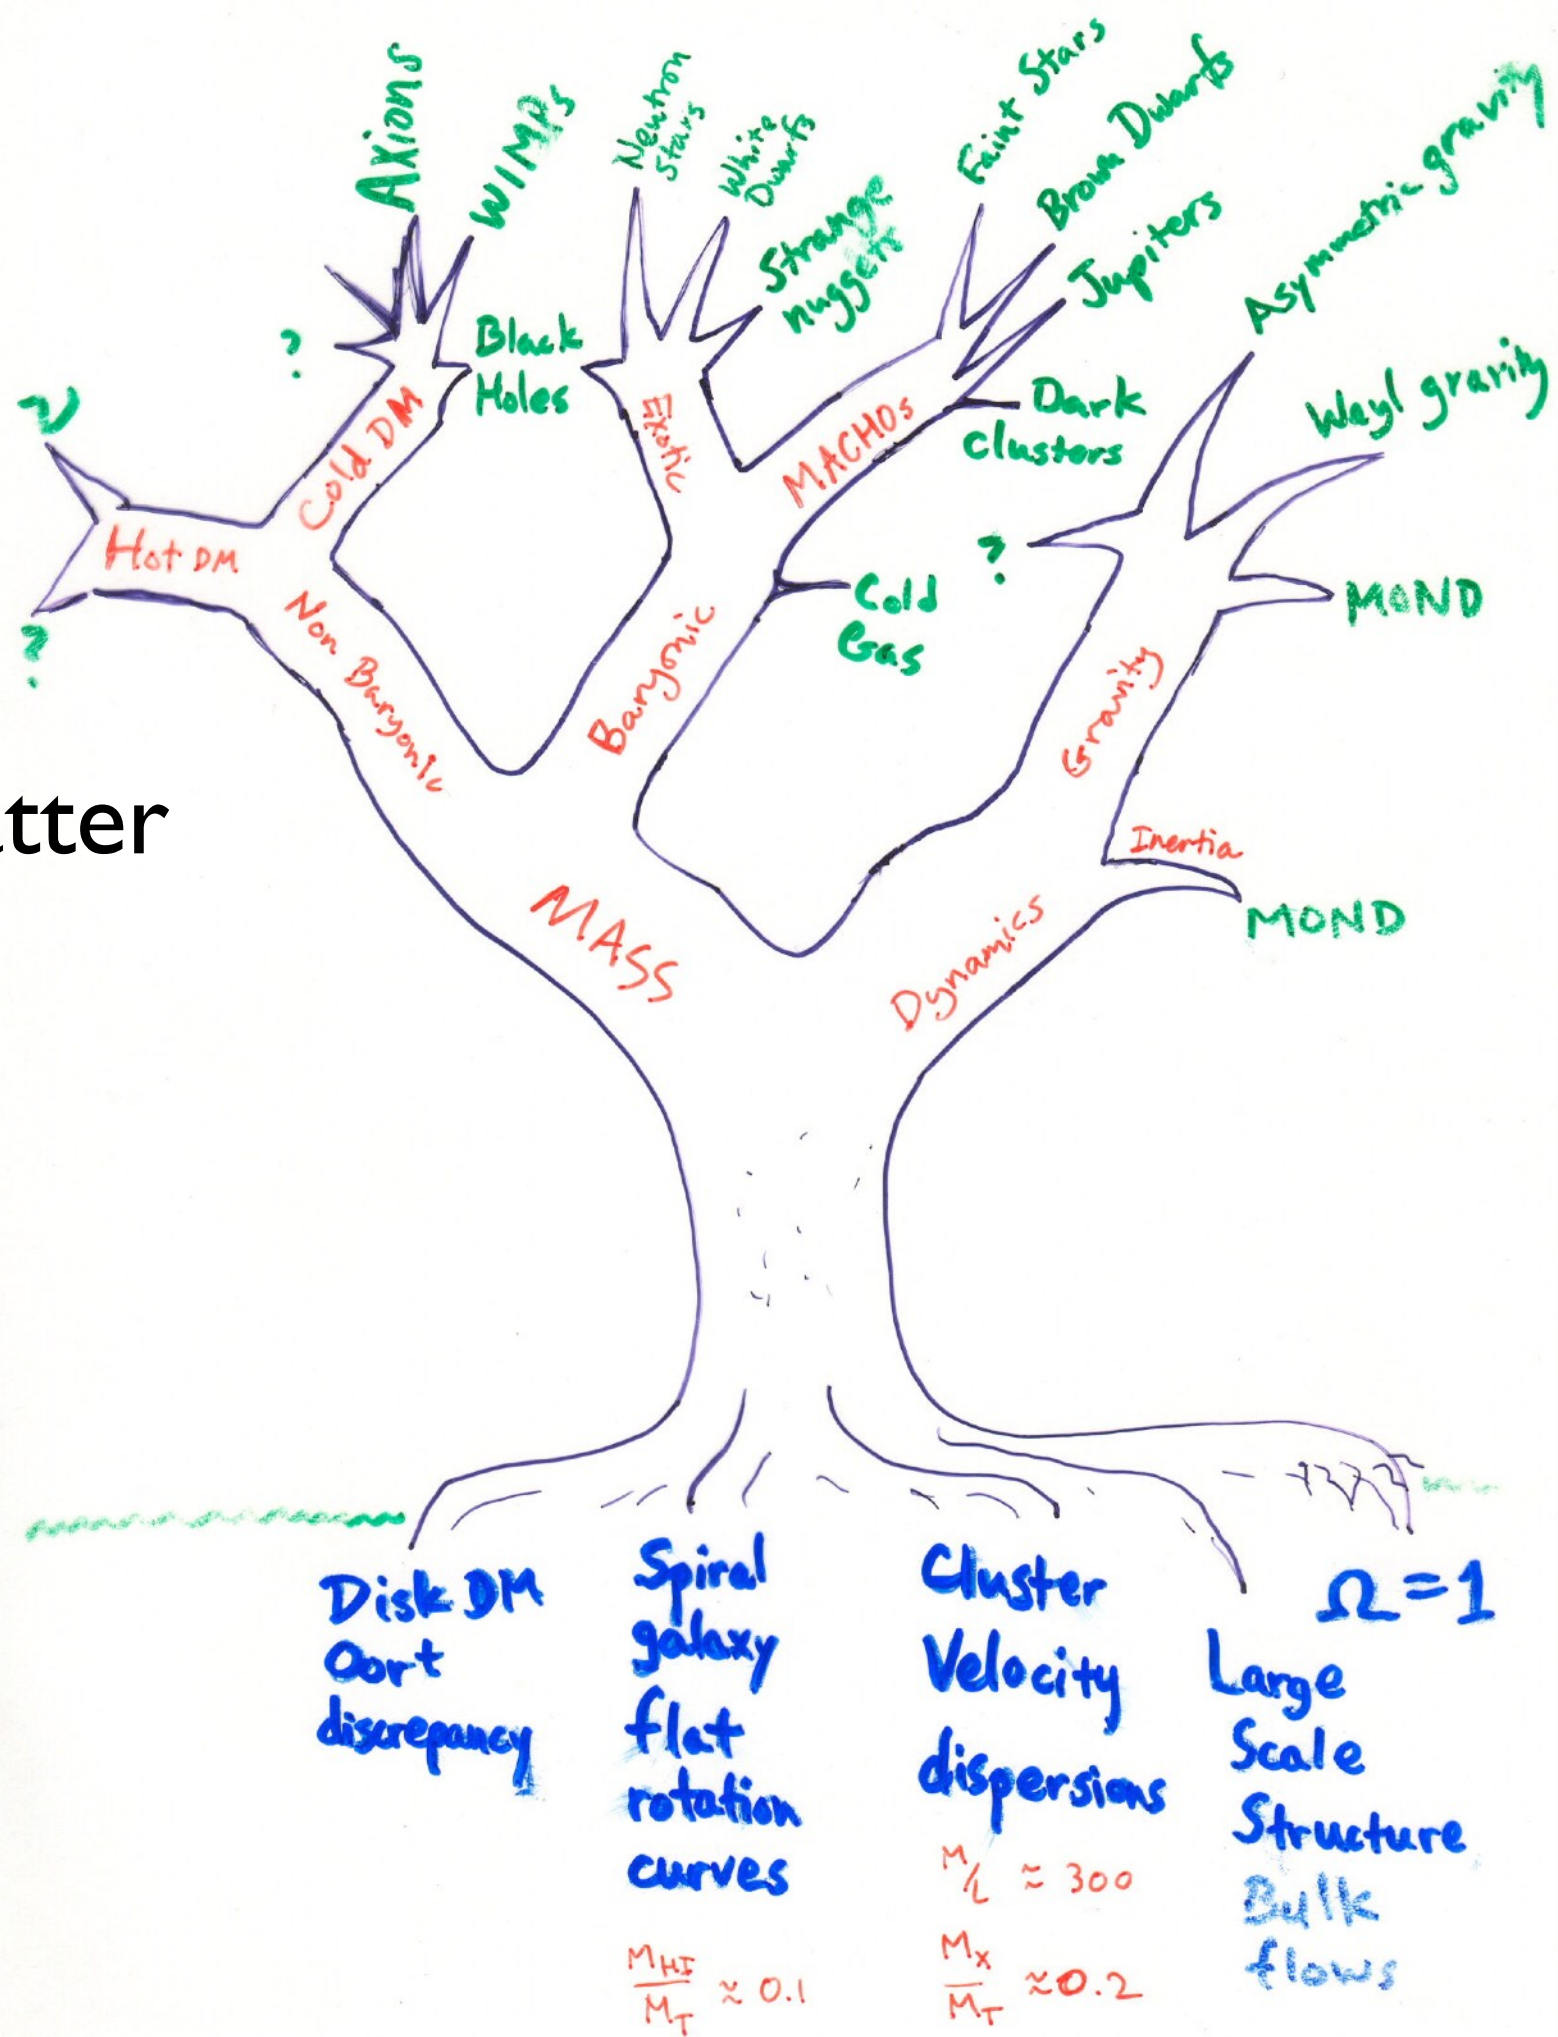 Axions
WIMPs
Neutron
Stars
White
Dwarfs
Strange
nuggets
Faint Stars
Brown Dwarfs
Jupiters
Asymmetric gravity
Weyl gravity
?
Black
Holes
ν
Cold DM
Exotic
MACHOs
Dark
clusters
Hot DM
?
?
MOND
Cold
Gas
Non Baryonic
Baryonic
Gravity
tter
Inertia
MOND
MASS
Dynamics
Disk DM
Oort
discrepancy
Spiral
galaxy
flat
rotation
curves
M_HI/M_T ≈ 0.1
Cluster
Velocity
dispersions
M/L ≈ 300
M_X/M_T ≈ 0.2
Ω = 1
Large
Scale
Structure
Bulk
flows